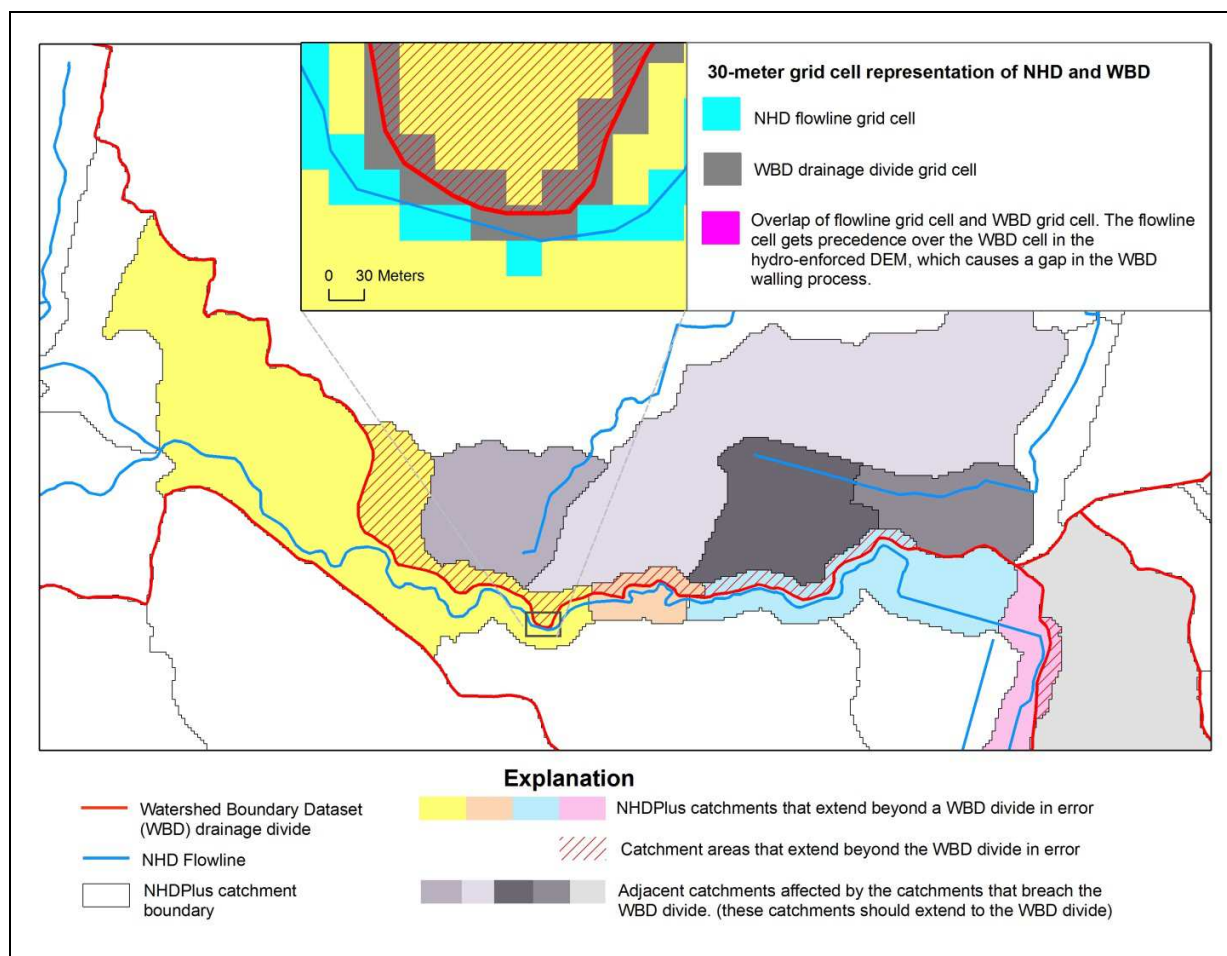 30-meter grid cell representation of NHD and WBD
NHD flowline grid cell
WBD drainage divide grid cell
Overlap of flowline grid cell and WBD grid cell. The flowline
cell gets precedence over the WBD cell in the
hydro-enforced DEM, which causes a gap in the WBD
walling process.
0 30 Meters
Explanation
Watershed Boundary Dataset
(WBD) drainage divide
NHD Flowline
NHDPlus catchment
boundary
NHDPlus catchments that extend beyond a WBD divide in error
Catchment areas that extend beyond the WBD divide in error
Adjacent catchments affected by the catchments that breach the
WBD divide. (these catchments should extend to the WBD divide)